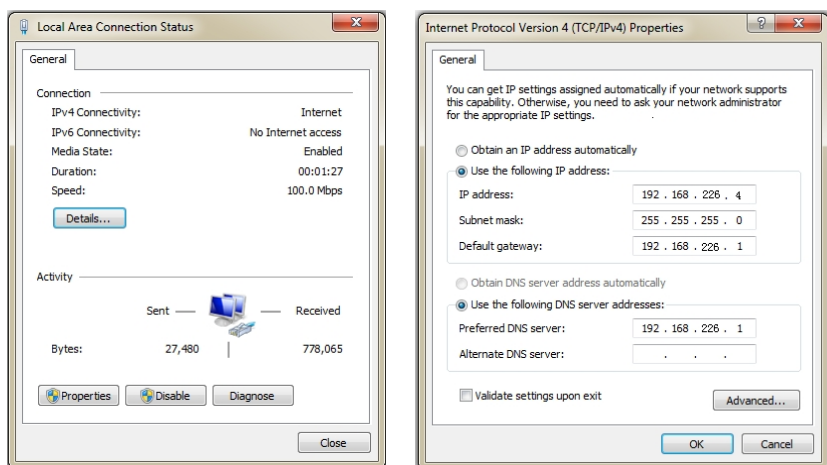 Local Area Connection Status
General
Connection
IPv4 Connectivity: Internet
IPv6 Connectivity: No Internet access
Media State: Enabled
Duration: 00:01:27
Speed: 100.0 Mbps
Details...
Activity
Sent — Received
Bytes: 27,480 | 778,065
Properties Disable Diagnose
Close
Internet Protocol Version 4 (TCP/IPv4) Properties
General
You can get IP settings assigned automatically if your network supports
this capability. Otherwise, you need to ask your network administrator
for the appropriate IP settings.
Obtain an IP address automatically
Use the following IP address:
IP address: 192 . 168 . 226 . 4
Subnet mask: 255 . 255 . 255 . 0
Default gateway: 192 . 168 . 226 . 1
Obtain DNS server address automatically
Use the following DNS server addresses:
Preferred DNS server: 192 . 168 . 226 . 1
Alternate DNS server: . . .
Validate settings upon exit
Advanced...
OK Cancel